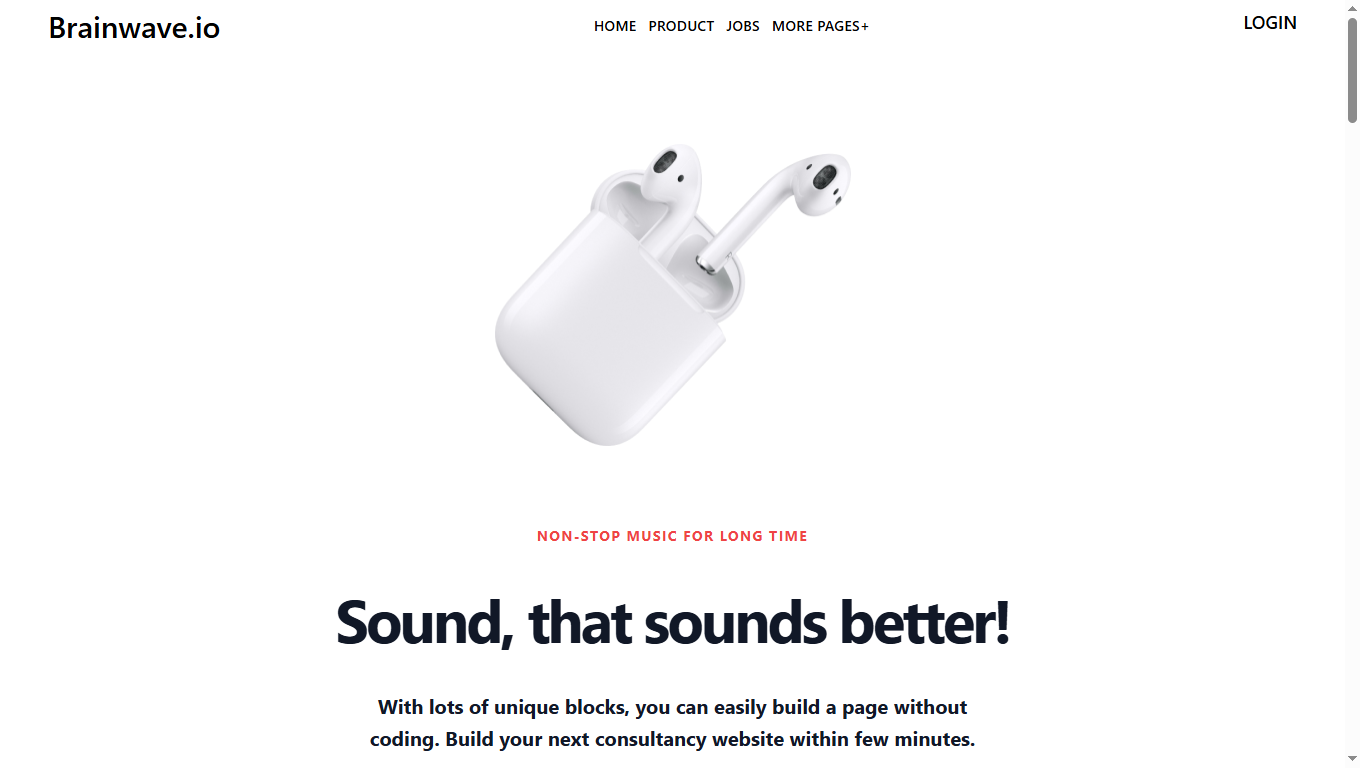 Brainwave.io
HOME PRODUCT JOBS MORE PAGES+
LOGIN
NON-STOP MUSIC FOR LONG TIME
Sound, that sounds better!
With lots of unique blocks, you can easily build a page without
coding. Build your next consultancy website within few minutes.